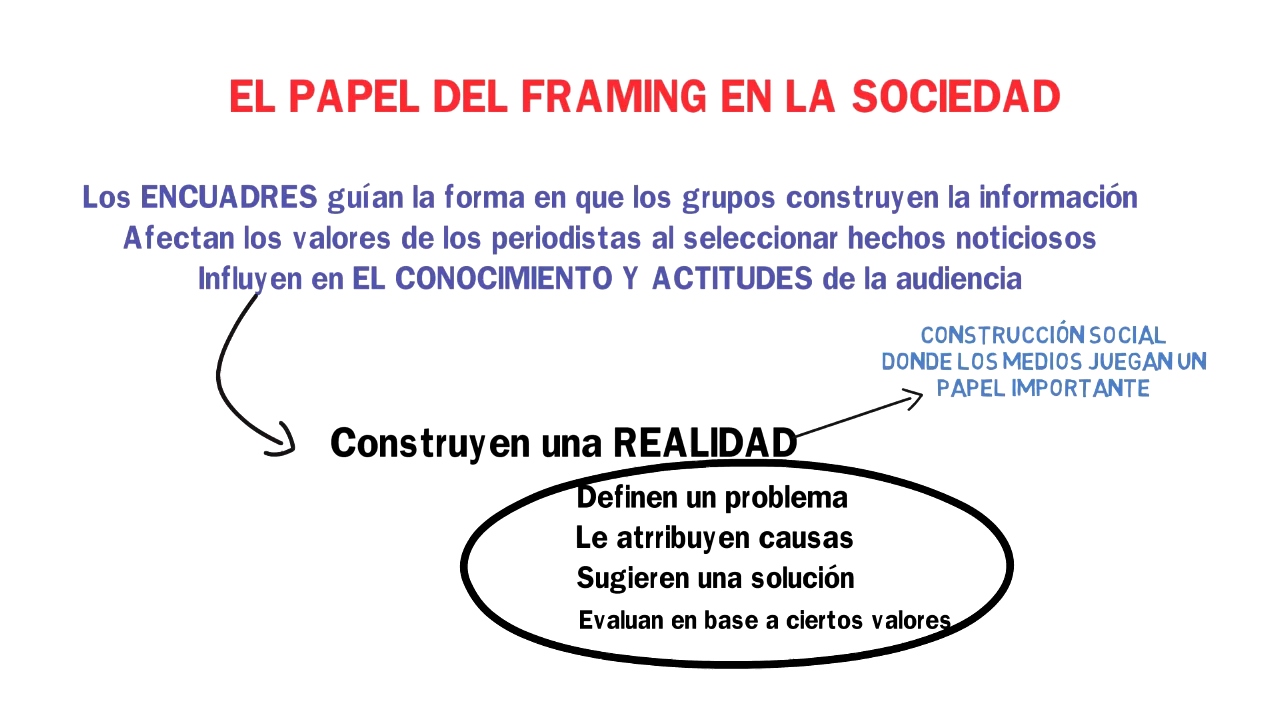 EL PAPEL DEL FRAMING EN LA SOCIEDAD
Los ENCUADRES guían la forma en que los grupos construyen la información
Afectan los valores de los periodistas al seleccionar hechos noticiosos
Influyen en EL CONOCIMIENTO Y ACTITUDES de la audiencia
CONSTRUCCIÓN SOCIAL
DONDE LOS MEDIOS JUEGAN UN
PAPEL IMPORTANTE
Construyen una REALIDAD
Definen un problema
Le atrribuyen causas
Sugieren una solución
Evaluan en base a ciertos valores